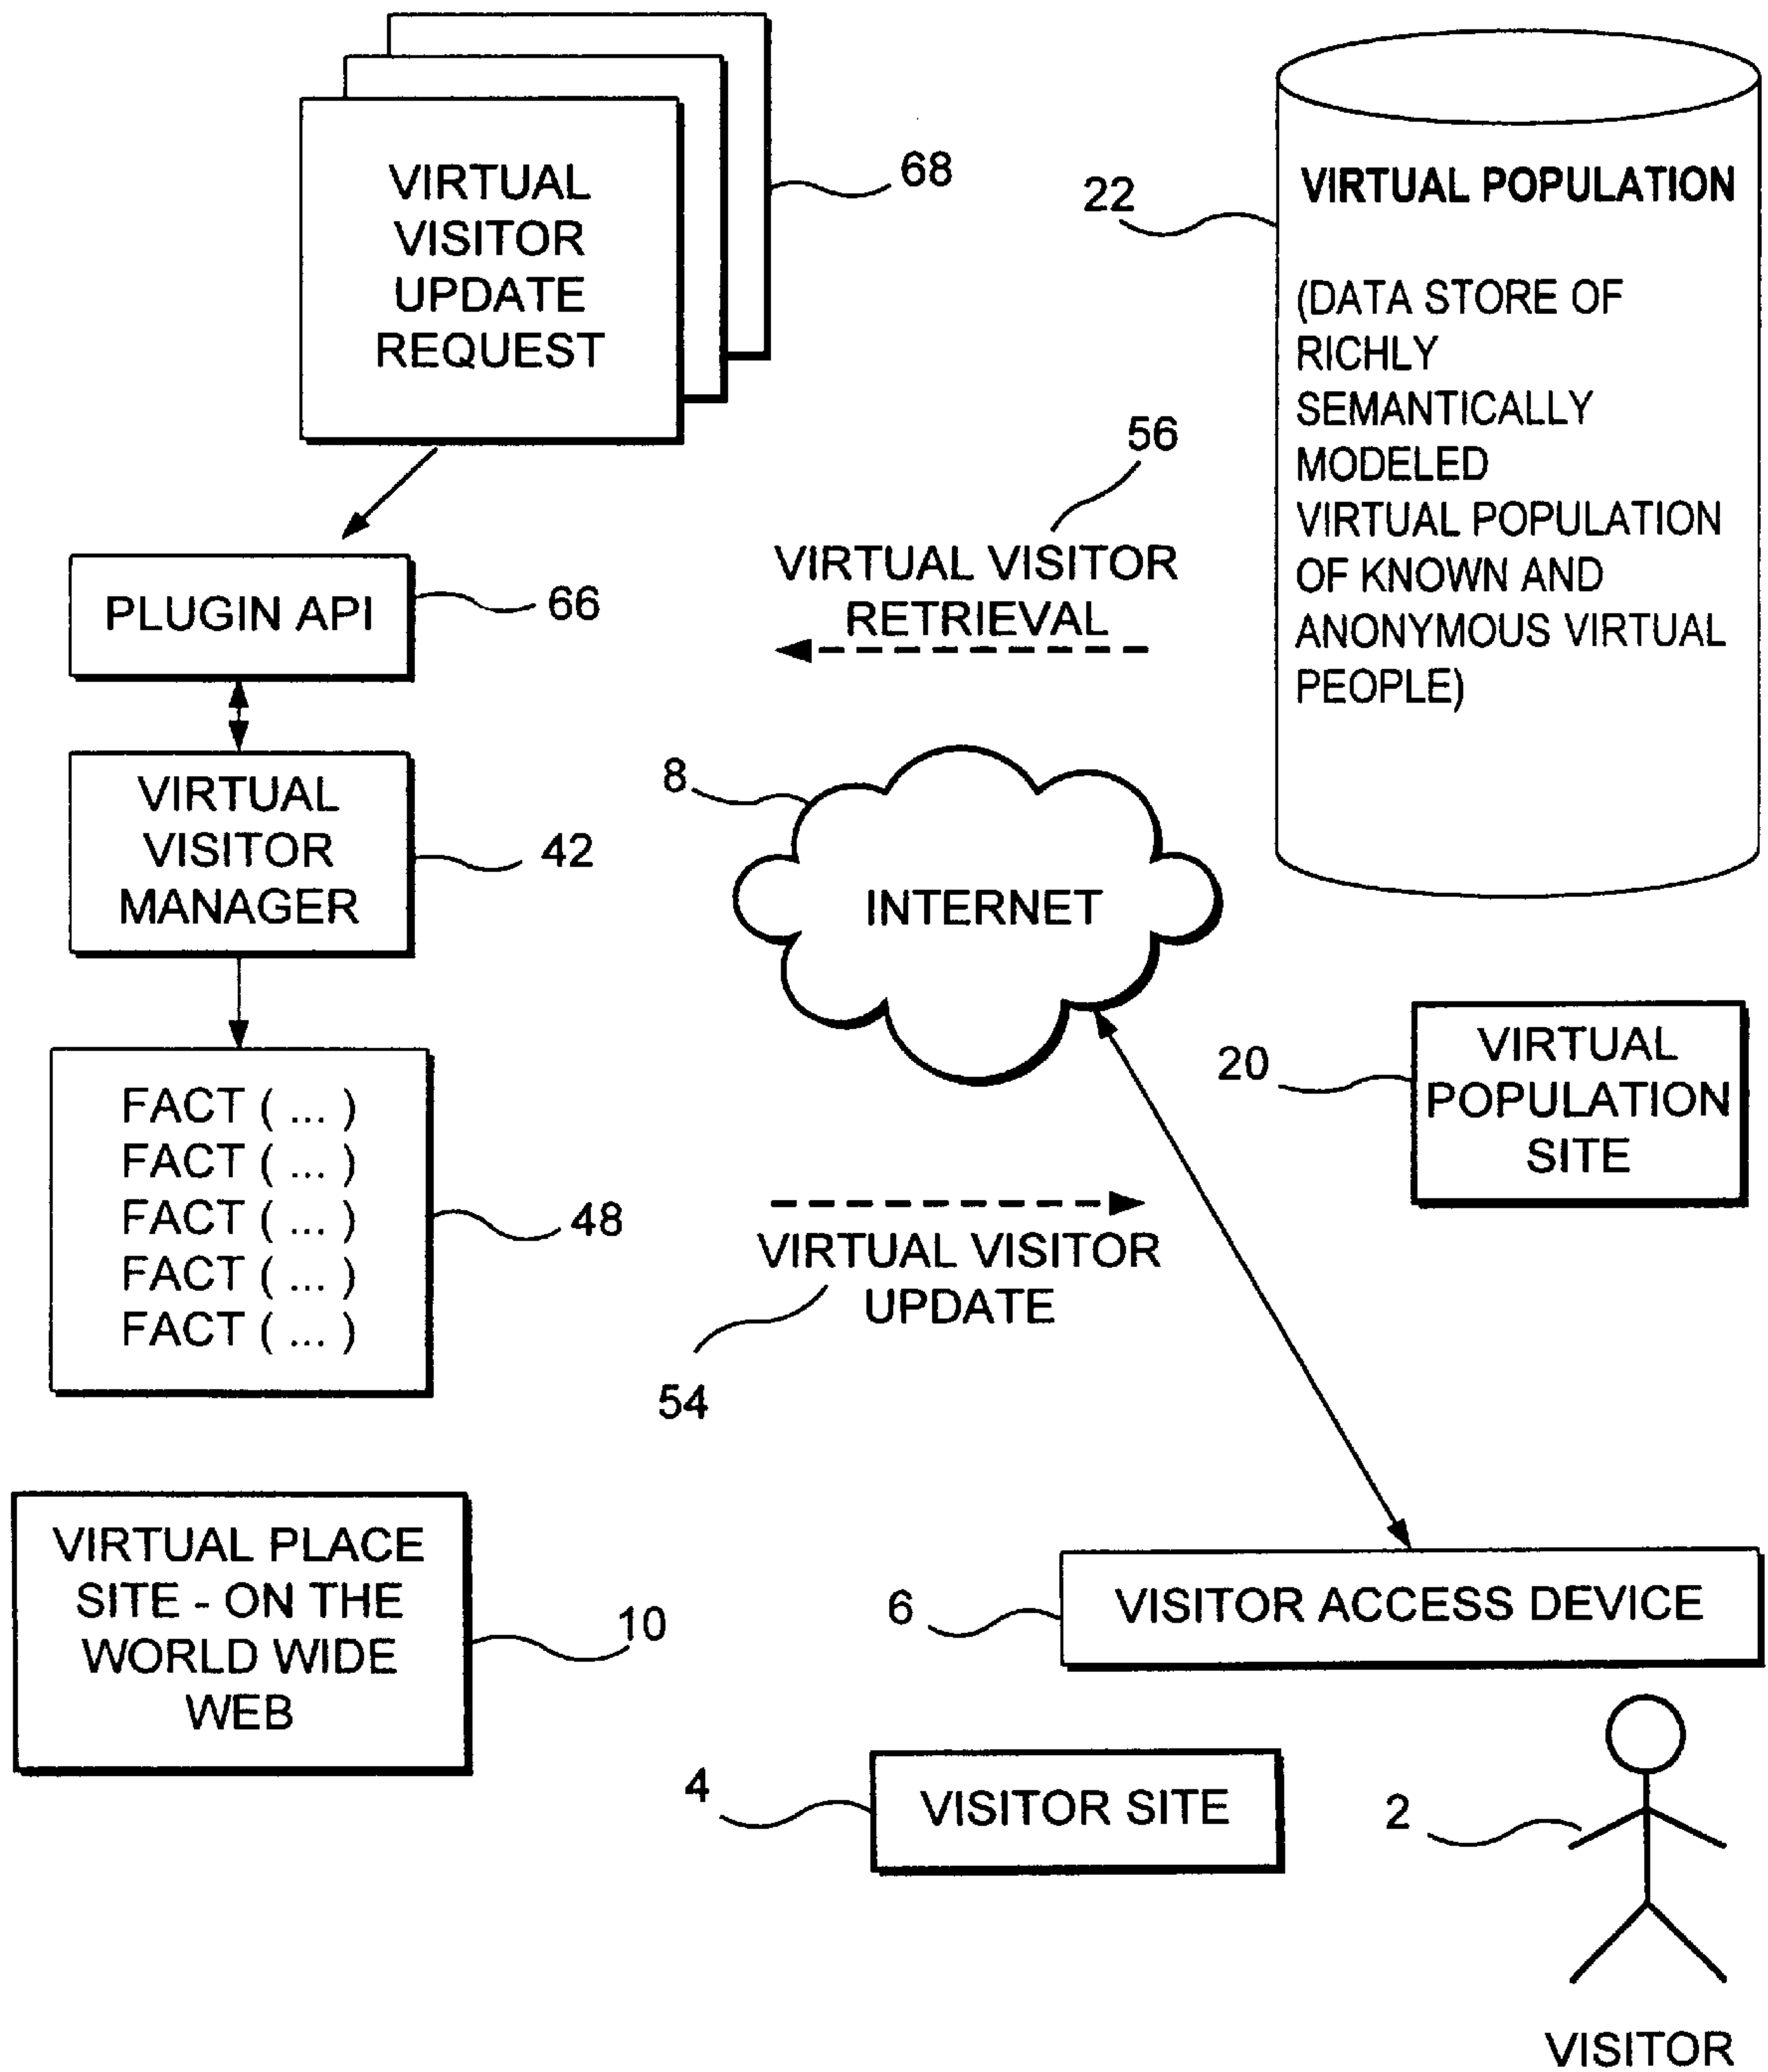 VIRTUAL
VISITOR
UPDATE
REQUEST
68
22
VIRTUAL POPULATION
(DATA STORE OF
RICHLY
SEMANTICALLY
MODELED
VIRTUAL POPULATION
OF KNOWN AND
ANONYMOUS VIRTUAL
PEOPLE)
56
VIRTUAL VISITOR
RETRIEVAL
PLUGIN API
66
VIRTUAL
VISITOR
MANAGER
42
8
INTERNET
FACT ( ... )
FACT ( ... )
FACT ( ... )
FACT ( ... )
FACT ( ... )
48
20
VIRTUAL
POPULATION
SITE
VIRTUAL VISITOR
UPDATE
54
VIRTUAL PLACE
SITE - ON THE
WORLD WIDE
WEB
10
6
VISITOR ACCESS DEVICE
4
VISITOR SITE
2
VISITOR